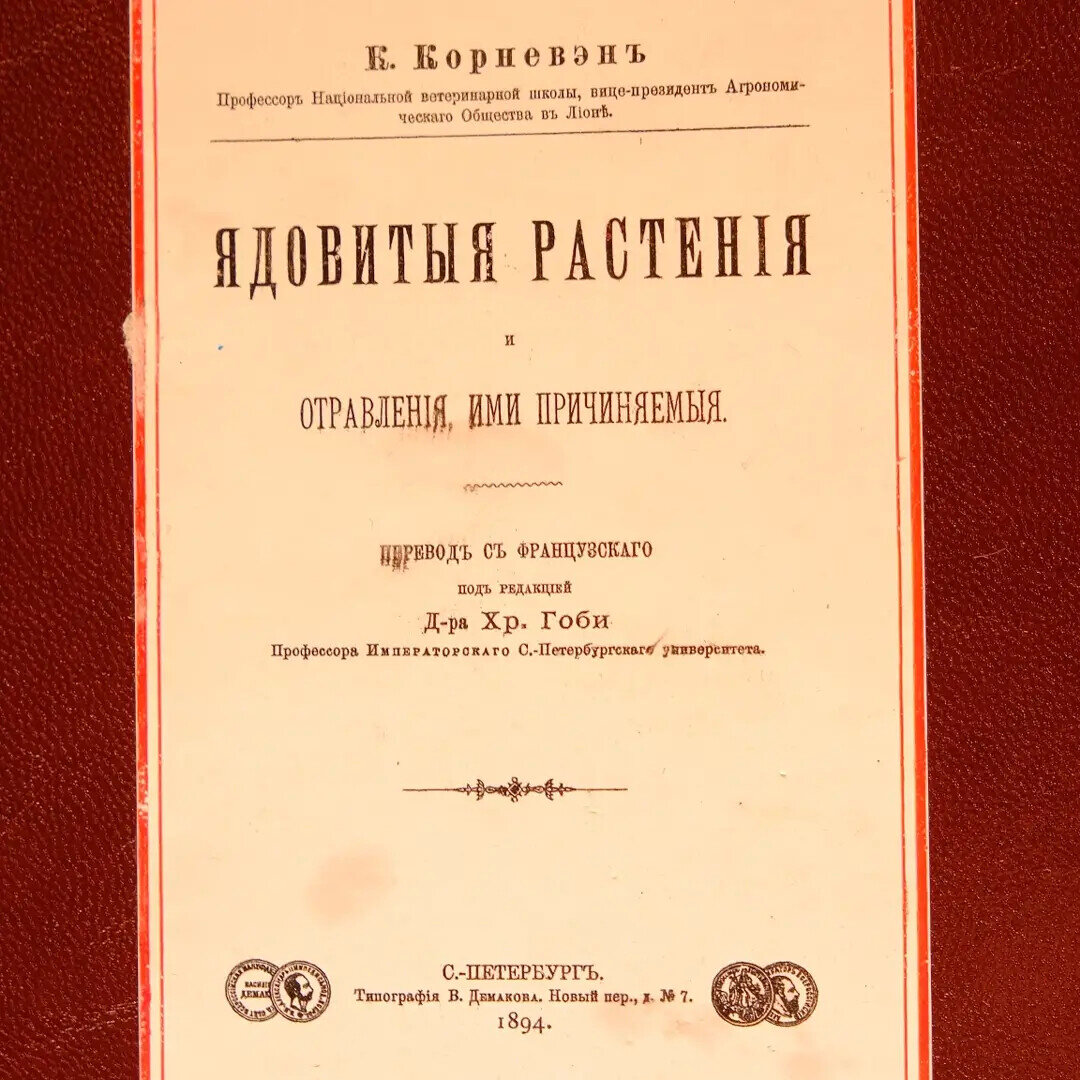 К. Корневэнъ
Профессоръ Національной ветеринарной школы, вице-президентъ Агрономи-
ческаго Общества въ Ліонѣ.
ЯДОВИТЫЯ РАСТЕНІЯ
и
ОТРАВЛЕНІЯ, ИМИ ПРИЧИНЯЕМЫЯ.
ПЕРЕВОДЪ СЪ ФРАНЦУЗСКАГО
ПОДЪ РЕДАКЦІЕЙ
Д-ра Хр. Гоби
Профессора Императорскаго С.-Петербургскаго университета.
С.-ПЕТЕРБУРГЪ.
Типографія В. Демакова. Новый пер., д. № 7.
1894.